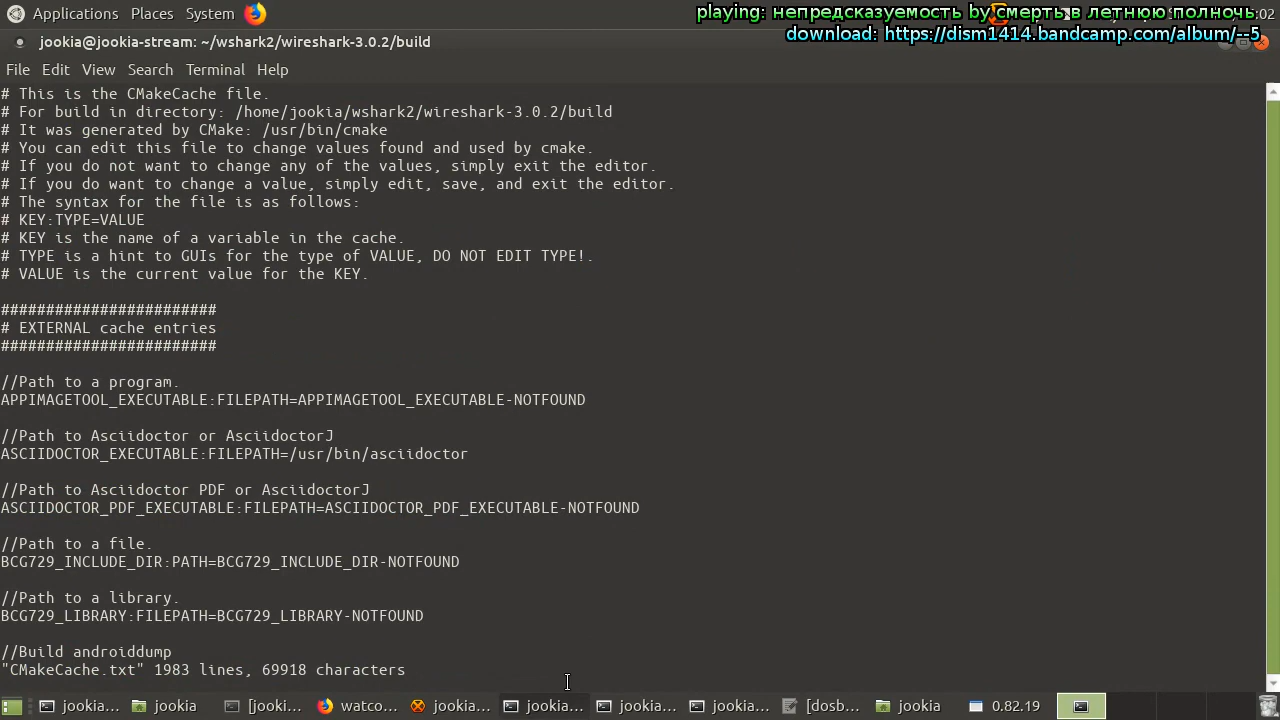 Applications Places System
playing: непредсказуемость by смерть в летнюю полночь
download: https://dism1414.bandcamp.com/album/--5
jookia@jookia-stream: ~/wshark2/wireshark-3.0.2/build
File Edit View Search Terminal Help
# This is the CMakeCache file.
# For build in directory: /home/jookia/wshark2/wireshark-3.0.2/build
# It was generated by CMake: /usr/bin/cmake
# You can edit this file to change values found and used by cmake.
# If you do not want to change any of the values, simply exit the editor.
# If you do want to change a value, simply edit, save, and exit the editor.
# The syntax for the file is as follows:
# KEY:TYPE=VALUE
# KEY is the name of a variable in the cache.
# TYPE is a hint to GUIs for the type of VALUE, DO NOT EDIT TYPE!.
# VALUE is the current value for the KEY.
########################
# EXTERNAL cache entries
########################
//Path to a program.
APPIMAGETOOL_EXECUTABLE:FILEPATH=APPIMAGETOOL_EXECUTABLE-NOTFOUND
//Path to Asciidoctor or AsciidoctorJ
ASCIIDOCTOR_EXECUTABLE:FILEPATH=/usr/bin/asciidoctor
//Path to Asciidoctor PDF or AsciidoctorJ
ASCIIDOCTOR_PDF_EXECUTABLE:FILEPATH=ASCIIDOCTOR_PDF_EXECUTABLE-NOTFOUND
//Path to a file.
BCG729_INCLUDE_DIR:PATH=BCG729_INCLUDE_DIR-NOTFOUND
//Path to a library.
BCG729_LIBRARY:FILEPATH=BCG729_LIBRARY-NOTFOUND
//Build androiddump
"CMakeCache.txt" 1983 lines, 69918 characters
jookia... jookia [jooki... watco... jookia... jookia... jookia... jookia... [dosb... jookia 0.82.19